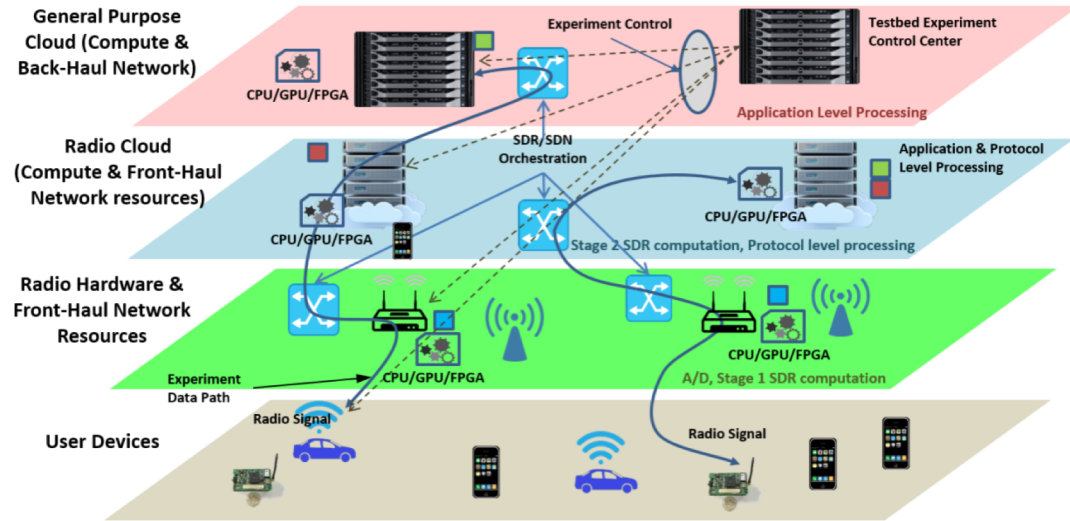 General Purpose
Cloud (Compute &
Back-Haul Network)
Experiment Control
Testbed Experiment
Control Center
CPU/GPU/FPGA
Application Level Processing
Radio Cloud
(Compute & Front-Haul
Network resources)
SDR/SDN
Orchestration
Application & Protocol
Level Processing
CPU/GPU/FPGA
CPU/GPU/FPGA
Stage 2 SDR computation, Protocol level processing
Radio Hardware &
Front-Haul Network
Resources
CPU/GPU/FPGA
CPU/GPU/FPGA
A/D, Stage 1 SDR computation
Experiment
Data Path
User Devices
Radio Signal
Radio Signal